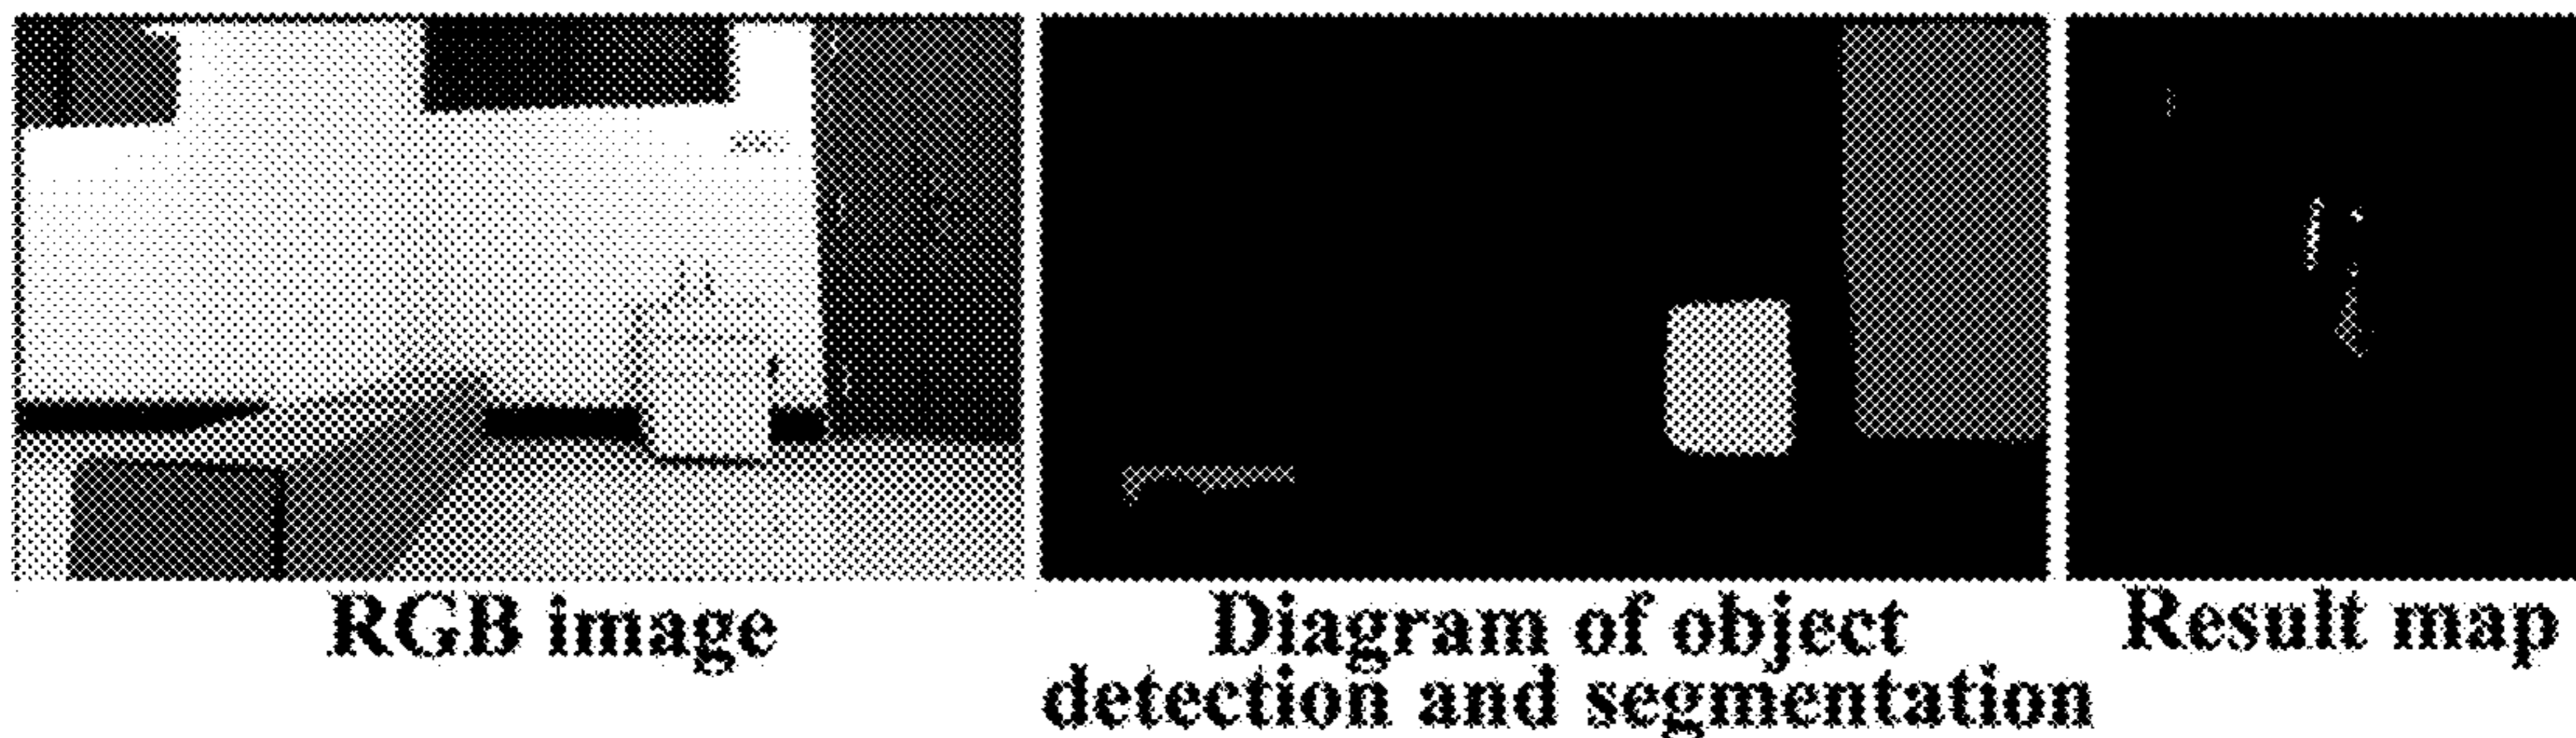 RGB image
Diagram of object
detection and segmentation
Result map